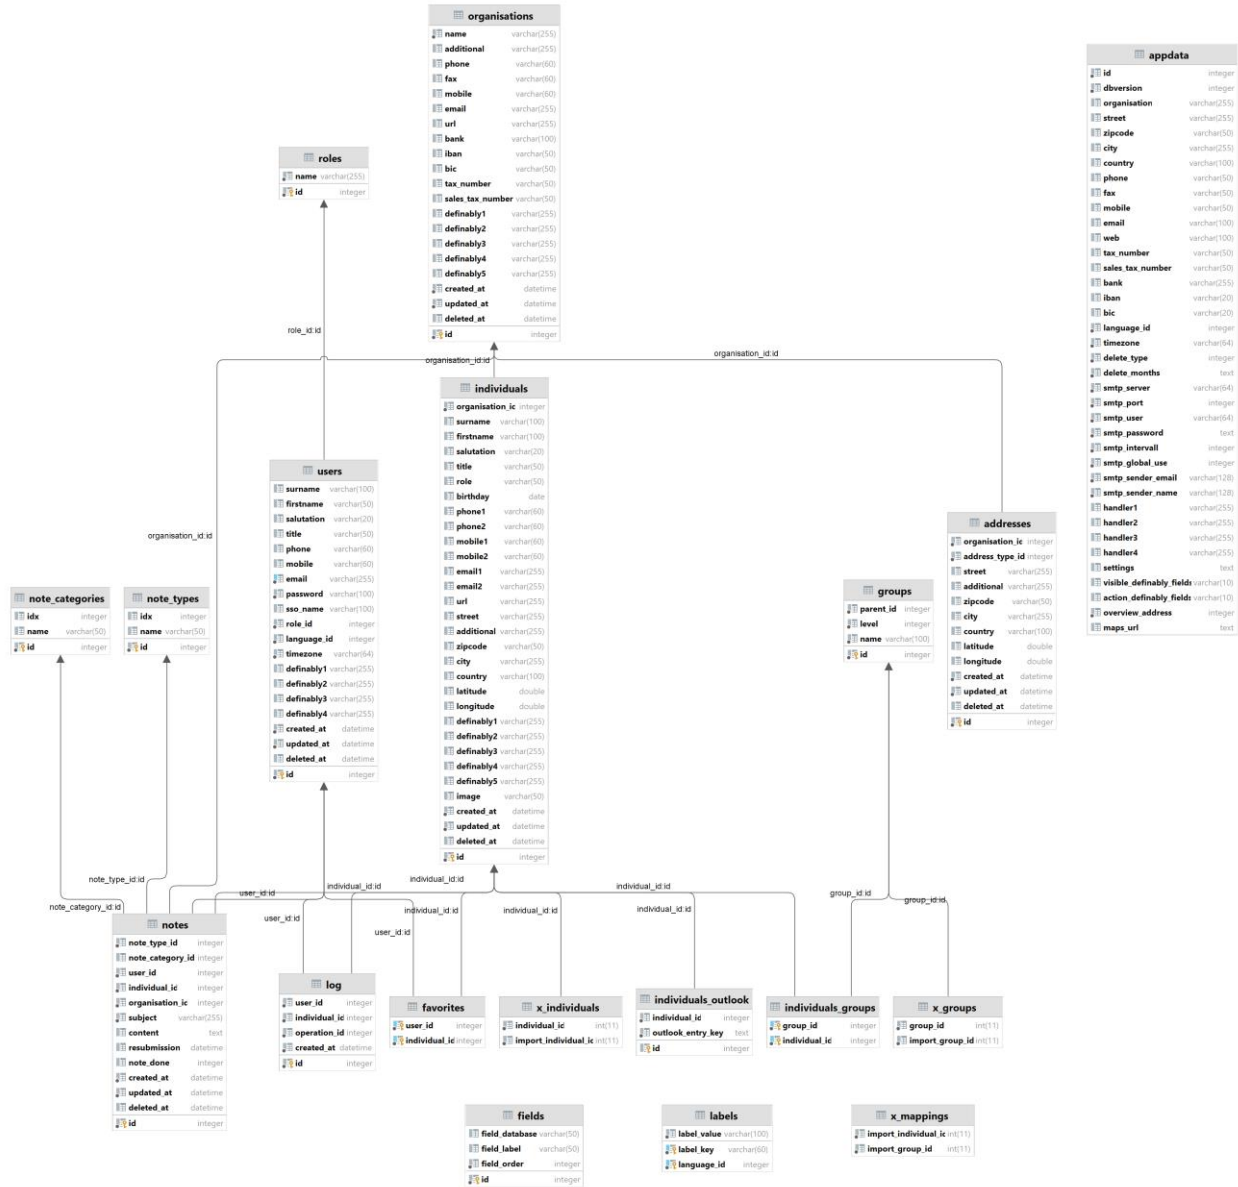 organisations
name varchar(255)
additional varchar(255)
phone varchar(60)
fax varchar(60)
mobile varchar(60)
email varchar(255)
url varchar(255)
bank varchar(100)
iban varchar(50)
bic varchar(50)
tax_number varchar(50)
sales_tax_number varchar(50)
definably1 varchar(255)
definably2 varchar(255)
definably3 varchar(255)
definably4 varchar(255)
definably5 varchar(255)
created_at datetime
updated_at datetime
deleted_at datetime
id integer
appdata
id integer
dbversion integer
organisation varchar(255)
street varchar(255)
zipcode varchar(50)
city varchar(255)
country varchar(100)
phone varchar(50)
fax varchar(50)
mobile varchar(50)
email varchar(100)
web varchar(100)
tax_number varchar(50)
sales_tax_number varchar(50)
bank varchar(255)
iban varchar(20)
bic varchar(20)
language_id integer
timezone varchar(64)
delete_type integer
delete_months text
smtp_server varchar(64)
smtp_port integer
smtp_user varchar(64)
smtp_password text
smtp_intervall integer
smtp_global_use integer
smtp_sender_email varchar(128)
smtp_sender_name varchar(128)
handler1 varchar(255)
handler2 varchar(255)
handler3 varchar(255)
handler4 varchar(255)
settings text
visible_definably_fields varchar(10)
action_definably_fields varchar(10)
overview_address integer
maps_url text
roles
name varchar(255)
id integer
role_id:id
organisation_id:id
organisation_id:id
organisation_id:id
individuals
organisation_ic integer
surname varchar(100)
firstname varchar(100)
salutation varchar(20)
title varchar(50)
role varchar(50)
birthday date
phone1 varchar(60)
phone2 varchar(60)
mobile1 varchar(60)
mobile2 varchar(60)
email1 varchar(255)
email2 varchar(255)
url varchar(255)
street varchar(255)
additional varchar(255)
zipcode varchar(50)
city varchar(255)
country varchar(100)
latitude double
longitude double
definably1 varchar(255)
definably2 varchar(255)
definably3 varchar(255)
definably4 varchar(255)
definably5 varchar(255)
image varchar(50)
created_at datetime
updated_at datetime
deleted_at datetime
id integer
users
surname varchar(100)
firstname varchar(50)
salutation varchar(20)
title varchar(50)
phone varchar(60)
mobile varchar(60)
email varchar(255)
password varchar(100)
sso_name varchar(100)
role_id integer
language_id integer
timezone varchar(64)
definably1 varchar(255)
definably2 varchar(255)
definably3 varchar(255)
definably4 varchar(255)
created_at datetime
updated_at datetime
deleted_at datetime
id integer
addresses
organisation_ic integer
address_type_id integer
street varchar(255)
additional varchar(255)
zipcode varchar(50)
city varchar(255)
country varchar(100)
latitude double
longitude double
created_at datetime
updated_at datetime
deleted_at datetime
id integer
groups
parent_id integer
level integer
name varchar(100)
id integer
note_categories
idx integer
name varchar(50)
id integer
note_types
idx integer
name varchar(50)
id integer
note_type_id:id
note_category_id:id
user_id:id
individual_id:id
individual_id:id
individual_id:id
user_id:id
individual_id:id
individual_id:id
individual_id:id
user_id:id
group_id:id
group_id:id
notes
note_type_id integer
note_category_id integer
user_id integer
individual_id integer
organisation_ic integer
subject varchar(255)
content text
resubmission datetime
note_done integer
created_at datetime
updated_at datetime
deleted_at datetime
id integer
log
user_id integer
individual_id integer
operation_id integer
created_at datetime
id integer
favorites
user_id integer
individual_id integer
x_individuals
individual_id int(11)
import_individual_ic int(11)
individuals_outlook
individual_id integer
outlook_entry_key text
id integer
individuals_groups
group_id integer
individual_id integer
x_groups
group_id int(11)
import_group_id int(11)
fields
field_database varchar(50)
field_label varchar(50)
field_order integer
id integer
labels
label_value varchar(100)
label_key varchar(60)
language_id integer
x_mappings
import_individual_ic int(11)
import_group_id int(11)